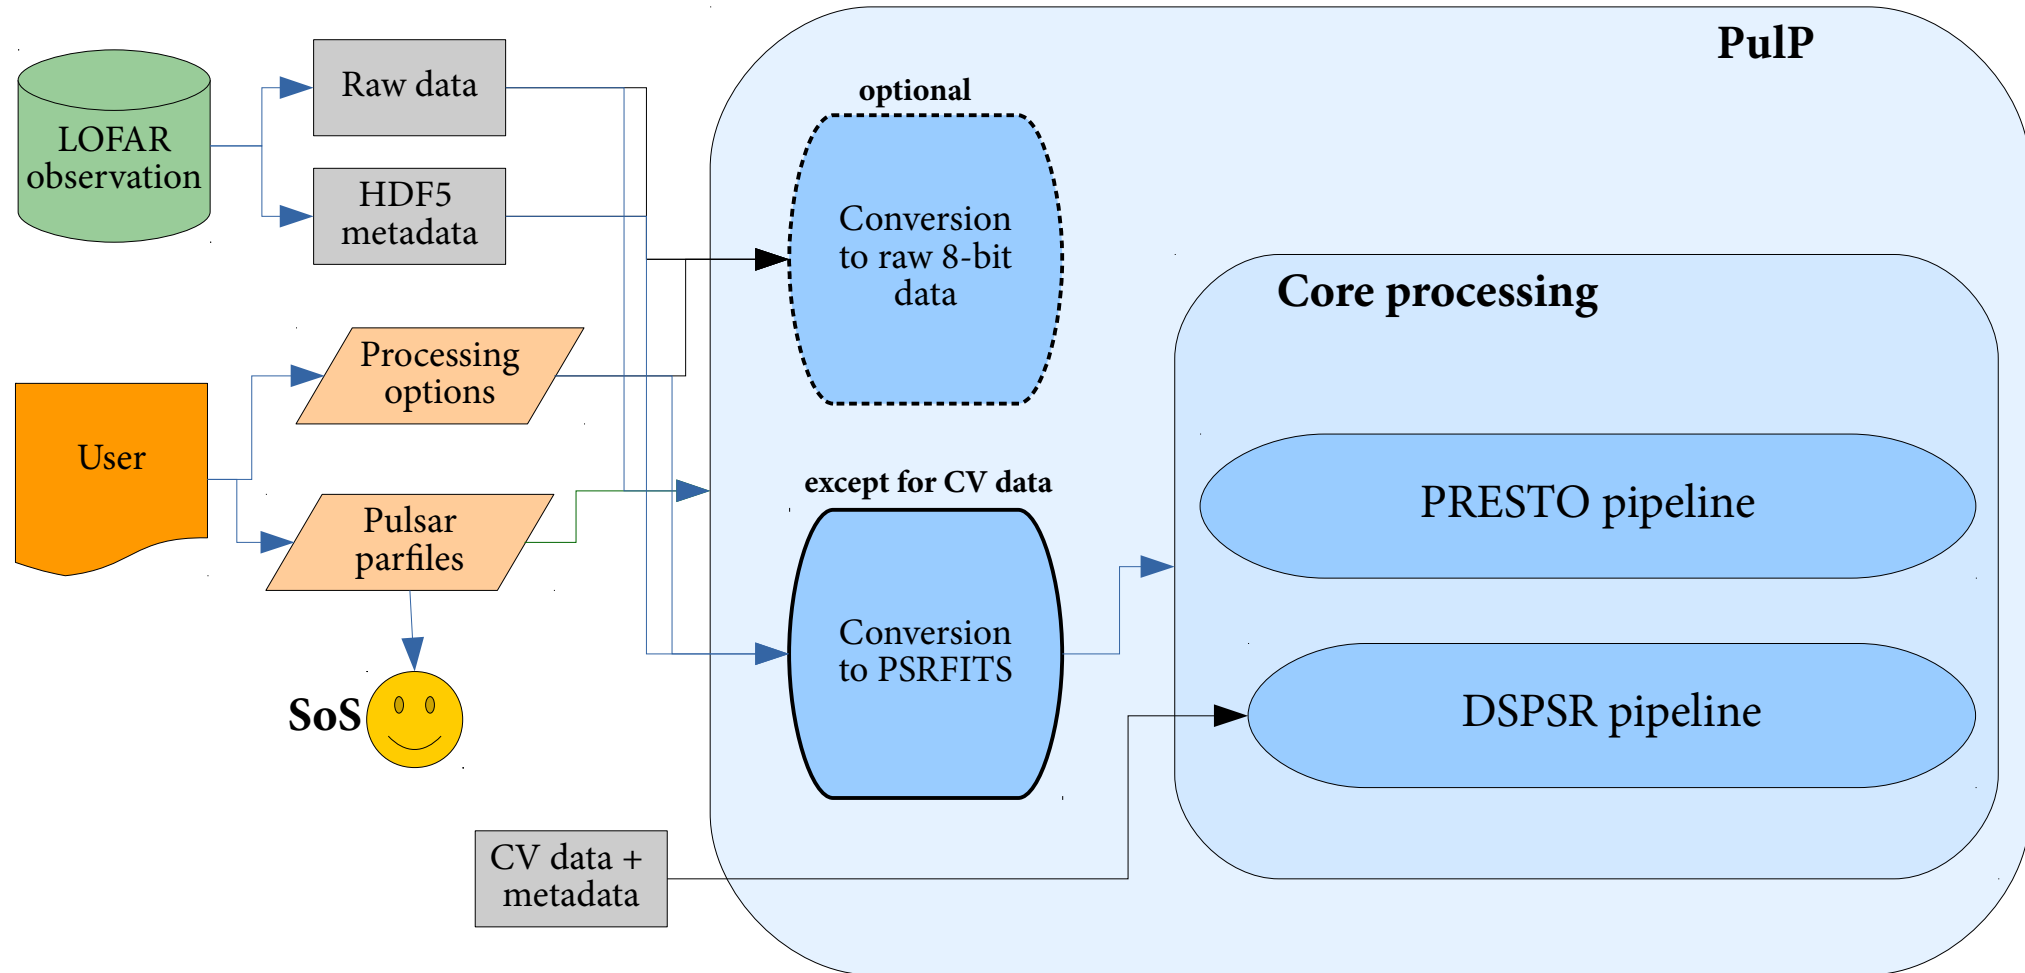 PulP
LOFAR
observation
Raw data
HDF5
metadata
optional
Conversion
to raw 8-bit
data
Core processing
Processing
options
User
Pulsar
parfiles
except for CV data
Conversion
to PSRFITS
PRESTO pipeline
DSPSR pipeline
SoS
CV data +
metadata